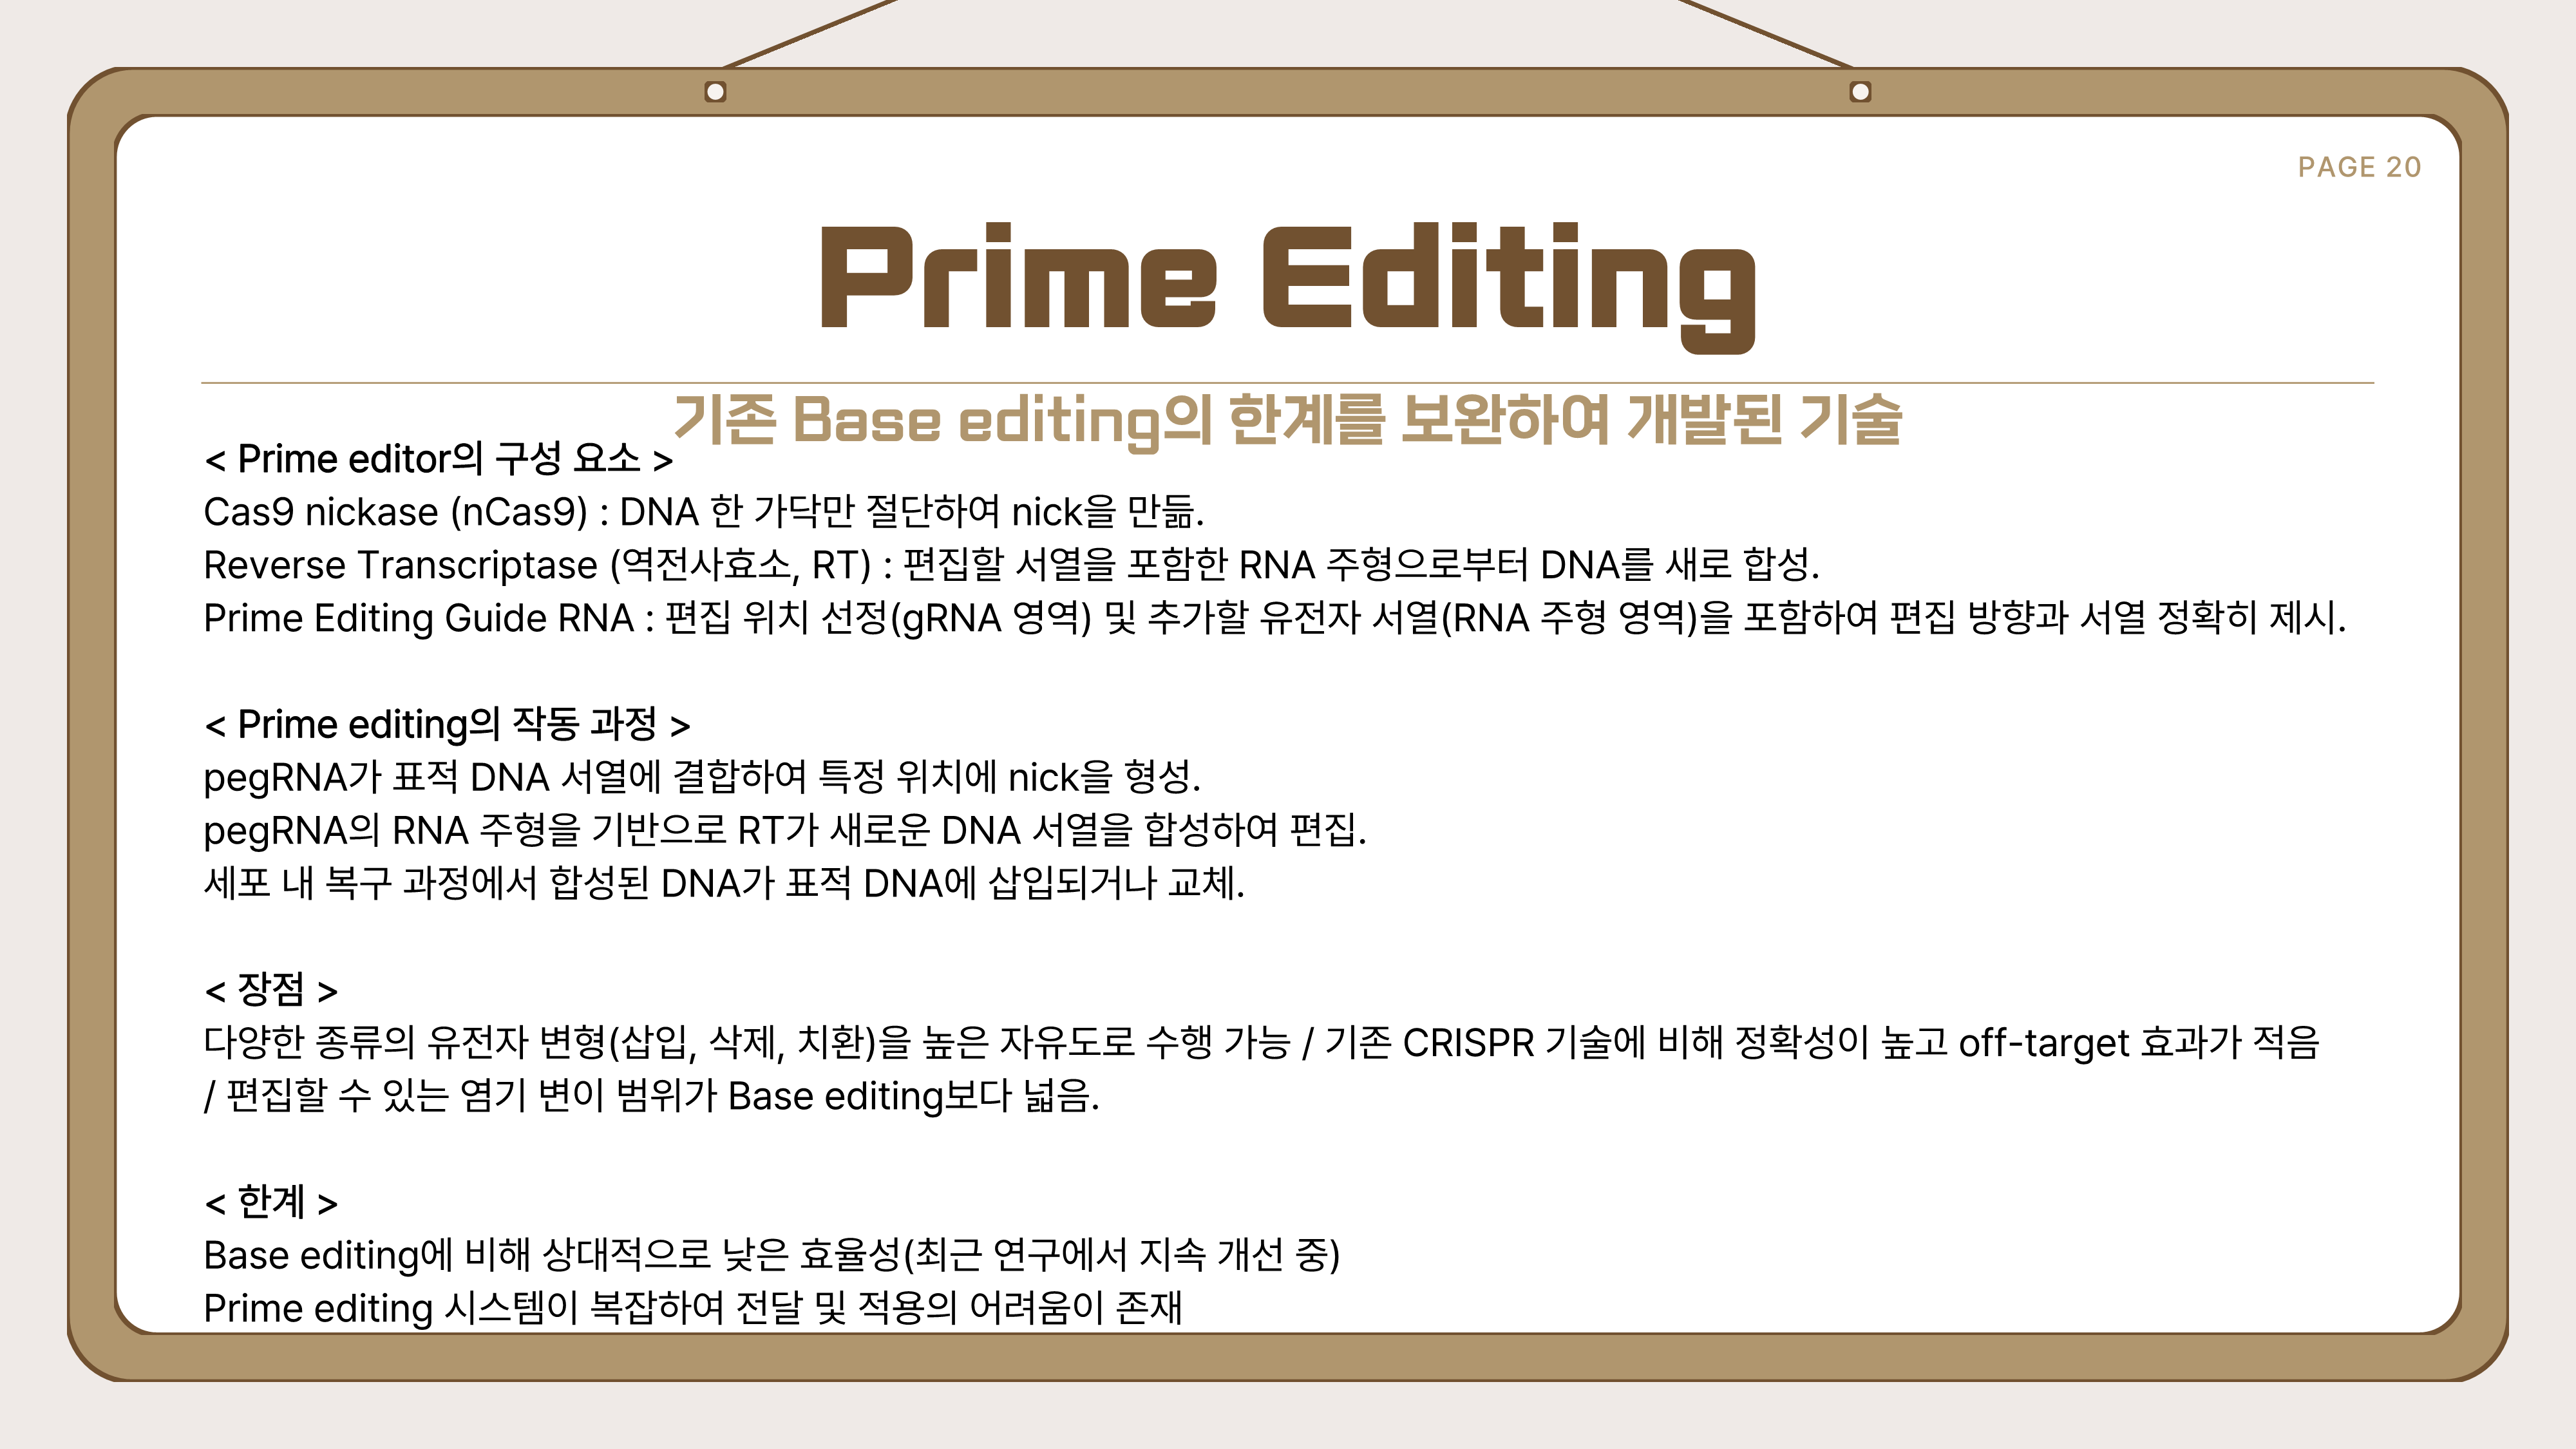 PAGE 20
Prime Editing
기존 Base editing의 한계를 보완하여 개발된 기술
< Prime editor의 구성 요소 >
Cas9 nickase (nCas9) : DNA 한 가닥만 절단하여 nick을 만듦.
Reverse Transcriptase (역전사효소, RT) : 편집할 서열을 포함한 RNA 주형으로부터 DNA를 새로 합성.
Prime Editing Guide RNA : 편집 위치 선정(gRNA 영역) 및 추가할 유전자 서열(RNA 주형 영역)을 포함하여 편집 방향과 서열 정확히 제시.
< Prime editing의 작동 과정 >
pegRNA가 표적 DNA 서열에 결합하여 특정 위치에 nick을 형성.
pegRNA의 RNA 주형을 기반으로 RT가 새로운 DNA 서열을 합성하여 편집.
세포 내 복구 과정에서 합성된 DNA가 표적 DNA에 삽입되거나 교체.
< 장점 >
다양한 종류의 유전자 변형(삽입, 삭제, 치환)을 높은 자유도로 수행 가능 / 기존 CRISPR 기술에 비해 정확성이 높고 off-target 효과가 적음
/ 편집할 수 있는 염기 변이 범위가 Base editing보다 넓음.
< 한계 >
Base editing에 비해 상대적으로 낮은 효율성(최근 연구에서 지속 개선 중)
Prime editing 시스템이 복잡하여 전달 및 적용의 어려움이 존재